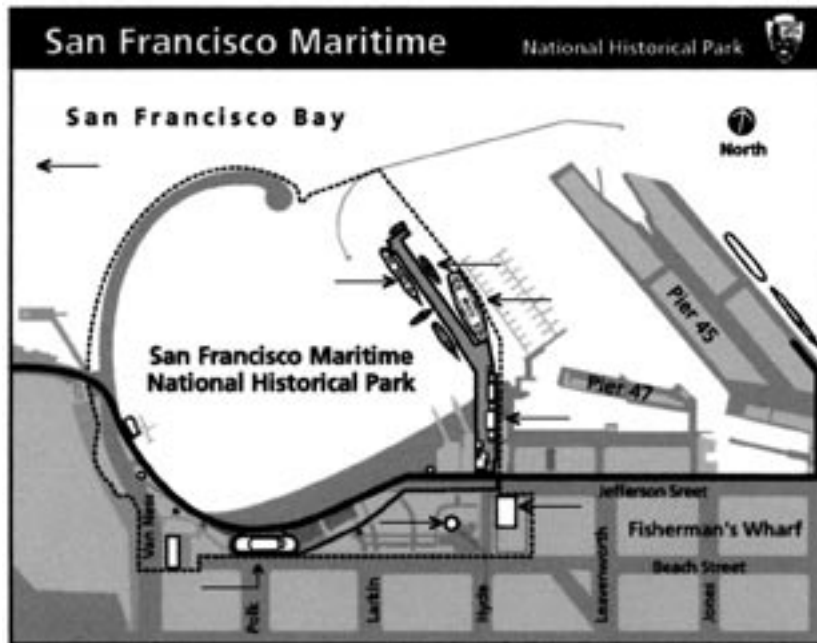 San Francisco Maritime
National Historical Park
San Francisco Bay
North
Pier 45
San Francisco Maritime
National Historical Park
Pier 47
Jefferson Sreet
Van Ness
Fisherman's Wharf
Beach Street
Polk
Larkin
Hyde
Leavenworth
Jones